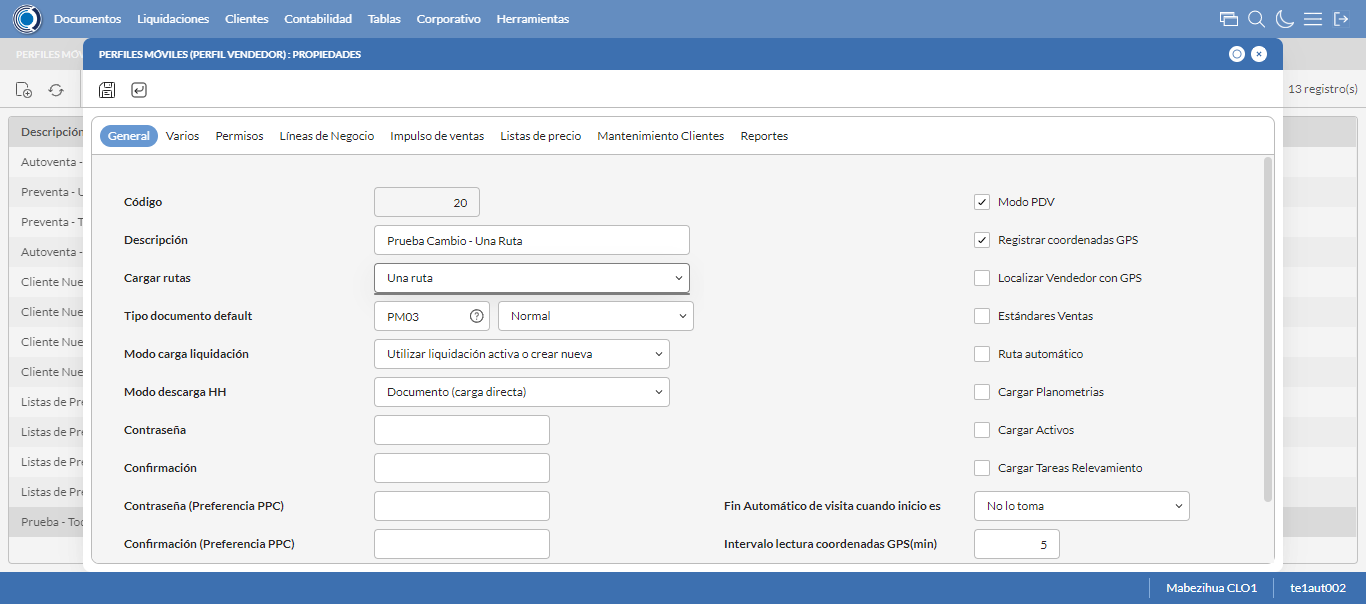 Documentos Liquidaciones Clientes Contabilidad Tablas Corporativo Herramientas
PERFILES MÓV
PERFILES MÓVILES (PERFIL VENDEDOR) : PROPIEDADES
13 registro(s)
General Varios Permisos Líneas de Negocio Impulso de ventas Listas de precio Mantenimiento Clientes Reportes
Descripción
Autoventa -
Preventa - U
Preventa - T
Autoventa -
Cliente Nue
Cliente Nue
Cliente Nue
Cliente Nue
Listas de Pre
Listas de Pre
Listas de Pre
Listas de Pre
Prueba - Tod
Código 20 Modo PDV
Descripción Prueba Cambio - Una Ruta Registrar coordenadas GPS
Cargar rutas Una ruta Localizar Vendedor con GPS
Tipo documento default PM03 Normal Estándares Ventas
Modo carga liquidación Utilizar liquidación activa o crear nueva Ruta automático
Modo descarga HH Documento (carga directa) Cargar Planometrias
Contraseña Cargar Activos
Confirmación Cargar Tareas Relevamiento
Contraseña (Preferencia PPC) Fin Automático de visita cuando inicio es No lo toma
Confirmación (Preferencia PPC) Intervalo lectura coordenadas GPS(min) 5
Mabezihua CLO1 te1aut002